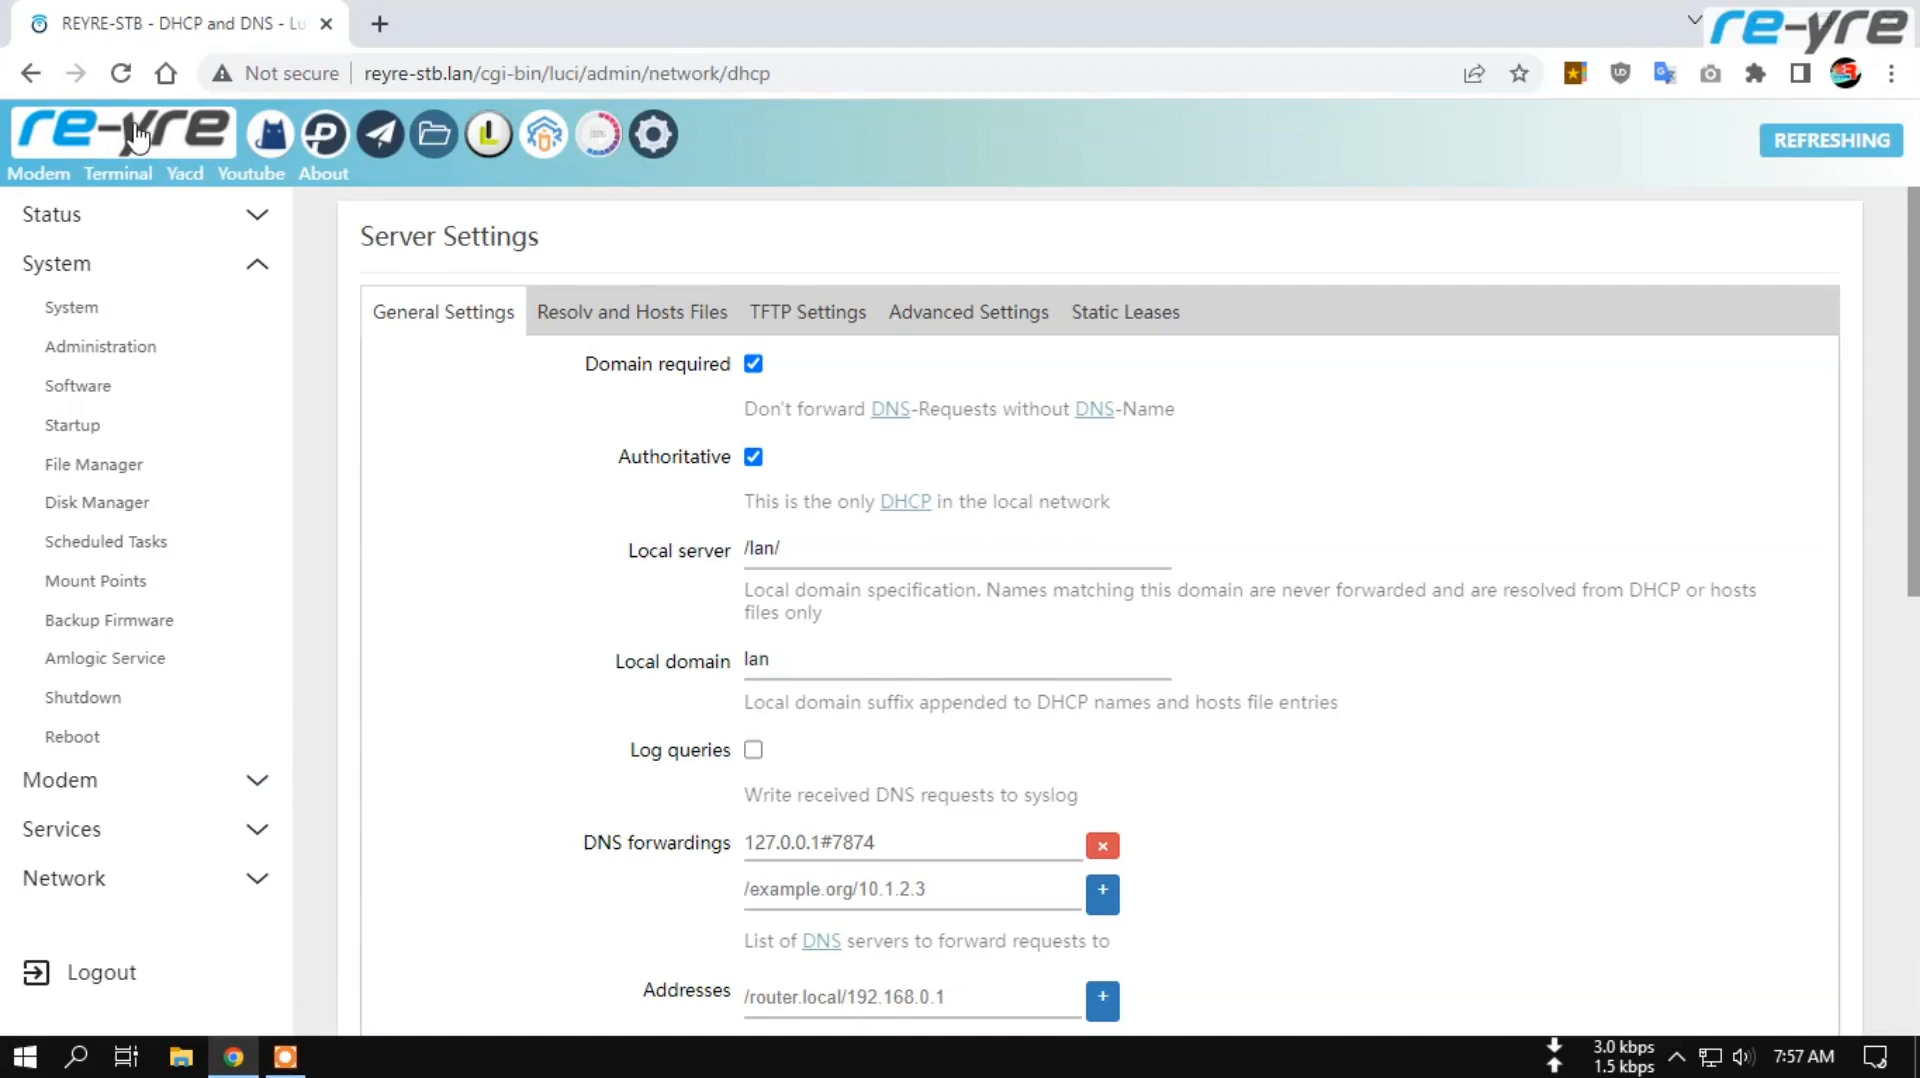 REYRE-STB - DHCP and DNS - Lu
re-yre
Not secure
reyre-stb.lan/cgi-bin/luci/admin/network/dhcp
re-yre
100%
REFRESHING
Modem Terminal Yacd Youtube About
Status
System
System
Administration
Software
Startup
File Manager
Disk Manager
Scheduled Tasks
Mount Points
Backup Firmware
Amlogic Service
Shutdown
Reboot
Modem
Services
Network
Logout
Server Settings
General Settings Resolv and Hosts Files TFTP Settings Advanced Settings Static Leases
Domain required
Don't forward DNS-Requests without DNS-Name
Authoritative
This is the only DHCP in the local network
Local server /lan/
Local domain specification. Names matching this domain are never forwarded and are resolved from DHCP or hosts
files only
Local domain lan
Local domain suffix appended to DHCP names and hosts file entries
Log queries
Write received DNS requests to syslog
DNS forwardings 127.0.0.1#7874
/example.org/10.1.2.3
List of DNS servers to forward requests to
Addresses /router.local/192.168.0.1
3.0 kbps
1.5 kbps
7:57 AM